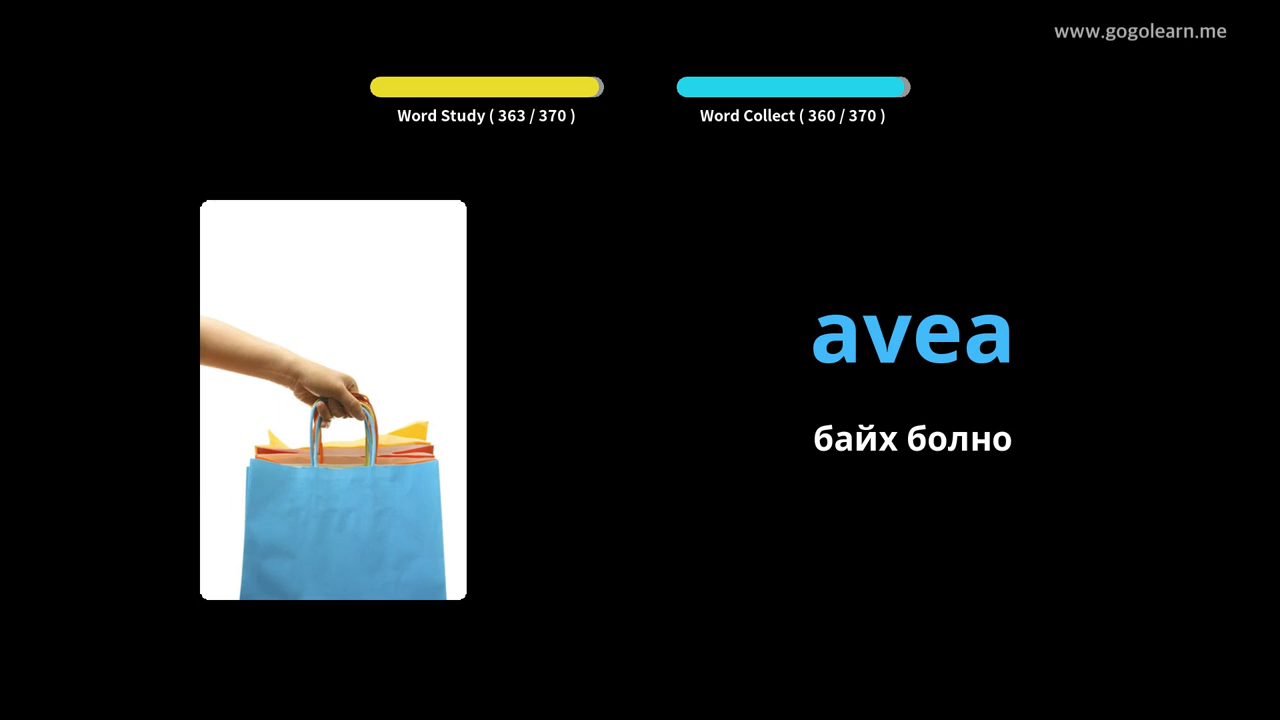 www.gogolearn.me
Word Study ( 363 / 370 )
Word Collect ( 360 / 370 )
avea
байх болно